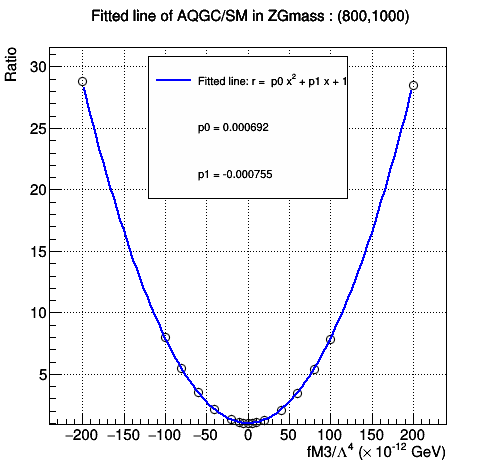 Fitted line of AQGC/SM in ZGmass : (800,1000)
Ratio
Fitted line: r = p0 x² + p1 x + 1
p0 = 0.000692
p1 = -0.000755
30
25
20
15
10
5
−200 −150 −100 −50 0 50 100 150 200
fM3/Λ⁴ (× 10⁻¹² GeV)